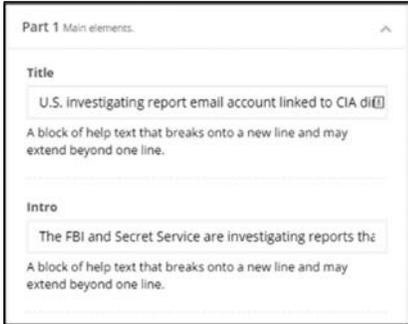 Part 1 Main elements.
Title
U.S. investigating report email account linked to CIA di
A block of help text that breaks onto a new line and may
extend beyond one line.
Intro
The FBI and Secret Service are investigating reports tha
A block of help text that breaks onto a new line and may
extend beyond one line.